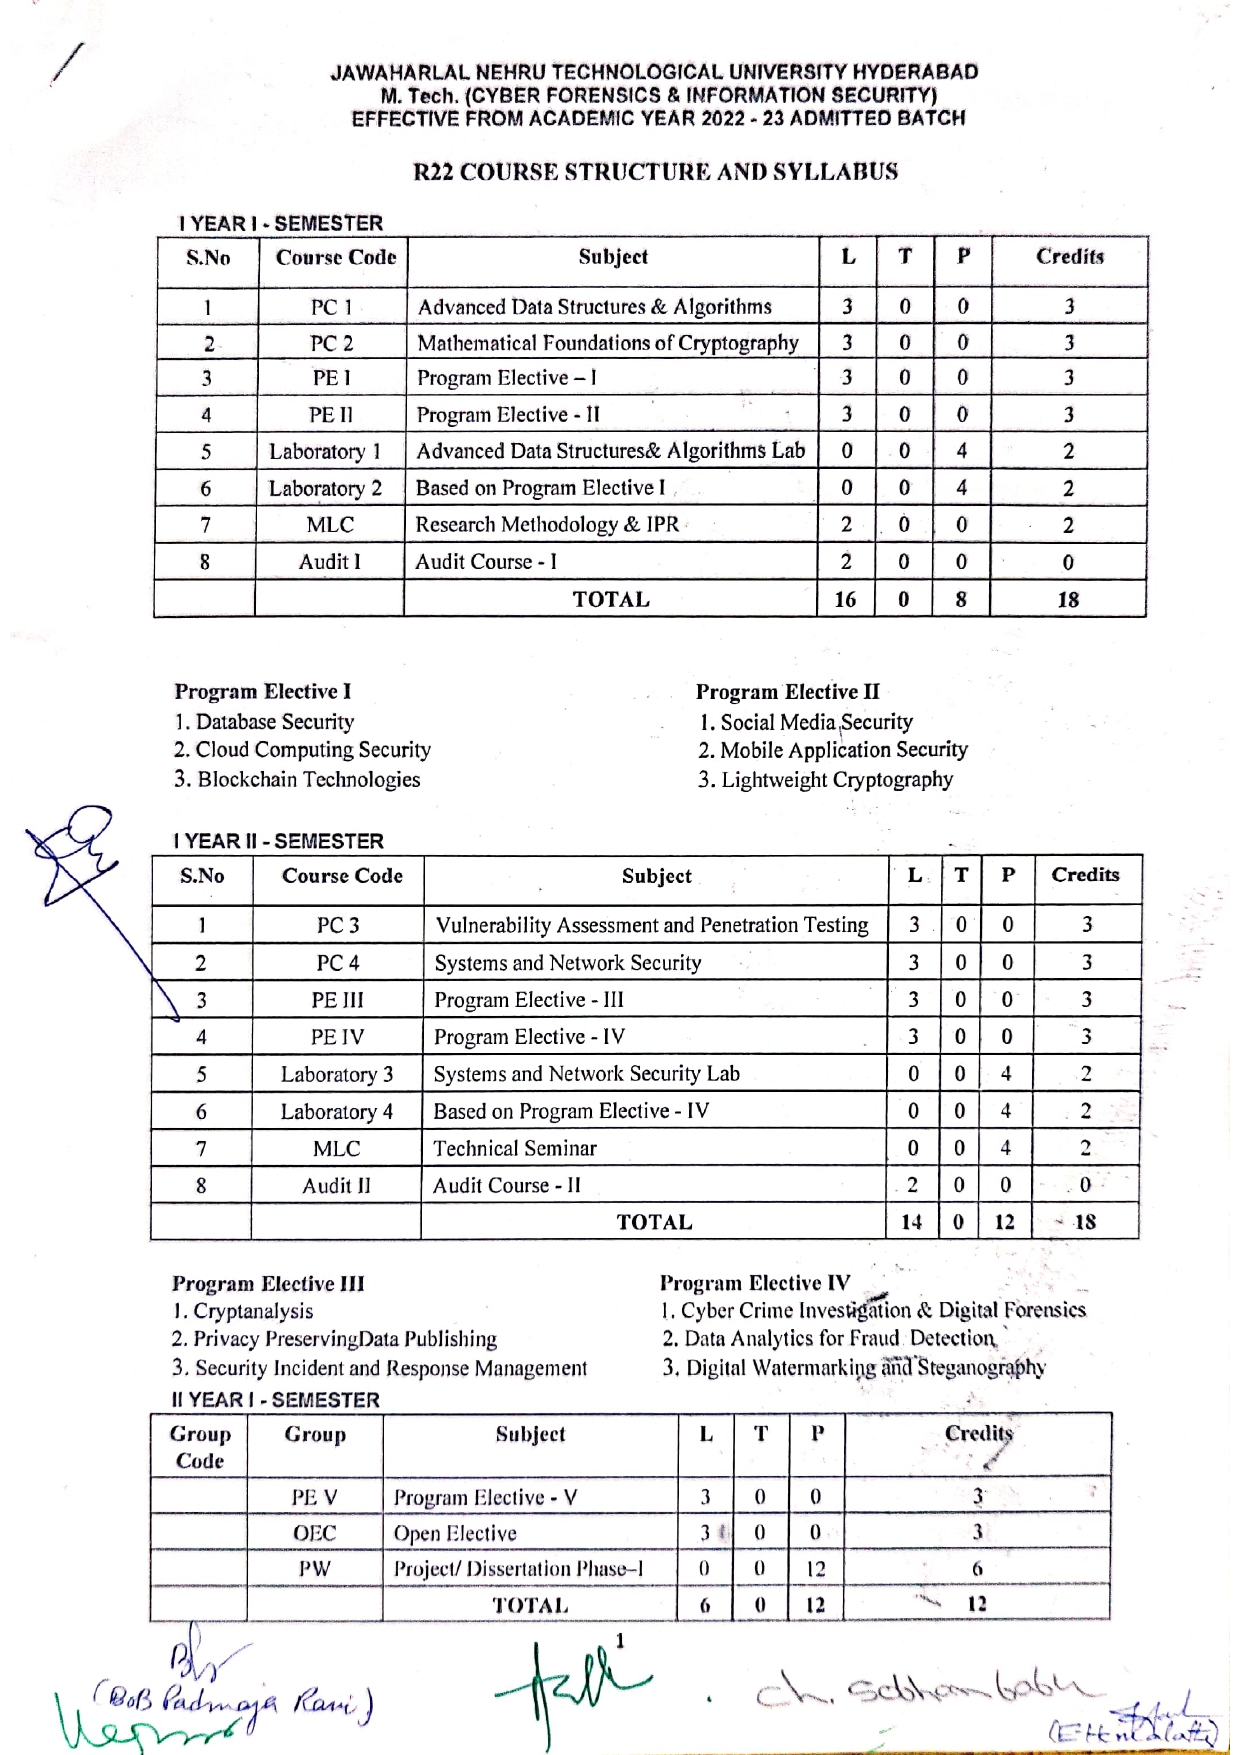 JAWAHARLAL NEHRU TECHNOLOGICAL UNIVERSITY HYDERABAD
M. Tech. (CYBER FORENSICS & INFORMATION SECURITY)
EFFECTIVE FROM ACADEMIC YEAR 2022 - 23 ADMITTED BATCH
R22 COURSE STRUCTURE AND SYLLABUS
I YEAR I - SEMESTER
S.No Course Code Subject L T P Credits
1 PC 1 Advanced Data Structures & Algorithms 3 0 0 3
2 PC 2 Mathematical Foundations of Cryptography 3 0 0 3
3 PE I Program Elective – I 3 0 0 3
4 PE II Program Elective - II 3 0 0 3
5 Laboratory 1 Advanced Data Structures& Algorithms Lab 0 0 4 2
6 Laboratory 2 Based on Program Elective I 0 0 4 2
7 MLC Research Methodology & IPR 2 0 0 2
8 Audit I Audit Course - I 2 0 0 0
TOTAL 16 0 8 18
Program Elective I Program Elective II
1. Database Security 1. Social Media Security
2. Cloud Computing Security 2. Mobile Application Security
3. Blockchain Technologies 3. Lightweight Cryptography
I YEAR II - SEMESTER
S.No Course Code Subject L T P Credits
1 PC 3 Vulnerability Assessment and Penetration Testing 3 0 0 3
2 PC 4 Systems and Network Security 3 0 0 3
3 PE III Program Elective - III 3 0 0 3
4 PE IV Program Elective - IV 3 0 0 3
5 Laboratory 3 Systems and Network Security Lab 0 0 4 2
6 Laboratory 4 Based on Program Elective - IV 0 0 4 2
7 MLC Technical Seminar 0 0 4 2
8 Audit II Audit Course - II 2 0 0 0
TOTAL 14 0 12 18
Program Elective III Program Elective IV
1. Cryptanalysis 1. Cyber Crime Investigation & Digital Forensics
2. Privacy PreservingData Publishing 2. Data Analytics for Fraud Detection
3. Security Incident and Response Management 3. Digital Watermarking and Steganography
II YEAR I - SEMESTER
Group Code Group Subject L T P Credits
PE V Program Elective - V 3 0 0 3
OEC Open Elective 3 0 0 3
PW Project/ Dissertation Phase–I 0 0 12 6
TOTAL 6 0 12 12
1
Padmaja Rani)
ch. Sobhan babu